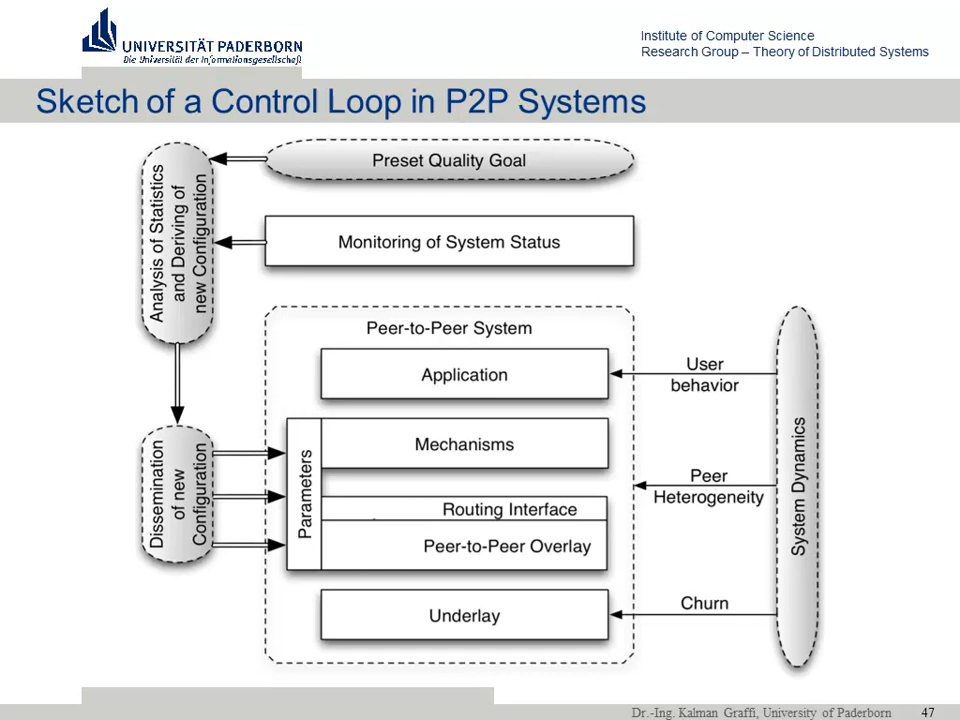 UNIVERSITÄT PADERBORN
Die Universität der Informationsgesellschaft
Institute of Computer Science
Research Group – Theory of Distributed Systems
Sketch of a Control Loop in P2P Systems
Analysis of Statistics
and Deriving of
new Configuration
Preset Quality Goal
Monitoring of System Status
Peer-to-Peer System
Application
User
behavior
Dissemination
of new
Configuration
Parameters
Mechanisms
Routing Interface
Peer-to-Peer Overlay
Peer
Heterogeneity
System Dynamics
Underlay
Churn
Dr.-Ing. Kalman Graffi, University of Paderborn
47